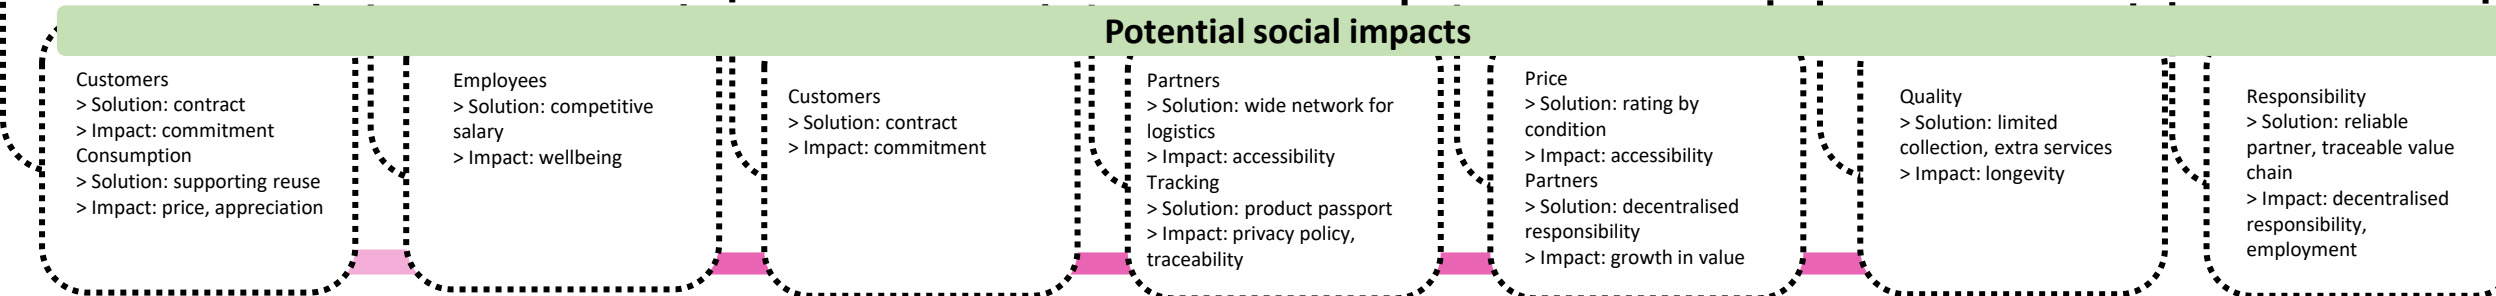 Potential social impacts
Customers
> Solution: contract
> Impact: commitment
Consumption
> Solution: supporting reuse
> Impact: price, appreciation
Employees
> Solution: competitive
salary
> Impact: wellbeing
Customers
> Solution: contract
> Impact: commitment
Partners
> Solution: wide network for
logistics
> Impact: accessibility
Tracking
> Solution: product passport
> Impact: privacy policy,
traceability
Price
> Solution: rating by
condition
> Impact: accessibility
Partners
> Solution: decentralised
responsibility
> Impact: growth in value
Quality
> Solution: limited
collection, extra services
> Impact: longevity
Responsibility
> Solution: reliable
partner, traceable value
chain
> Impact: decentralised
responsibility,
employment